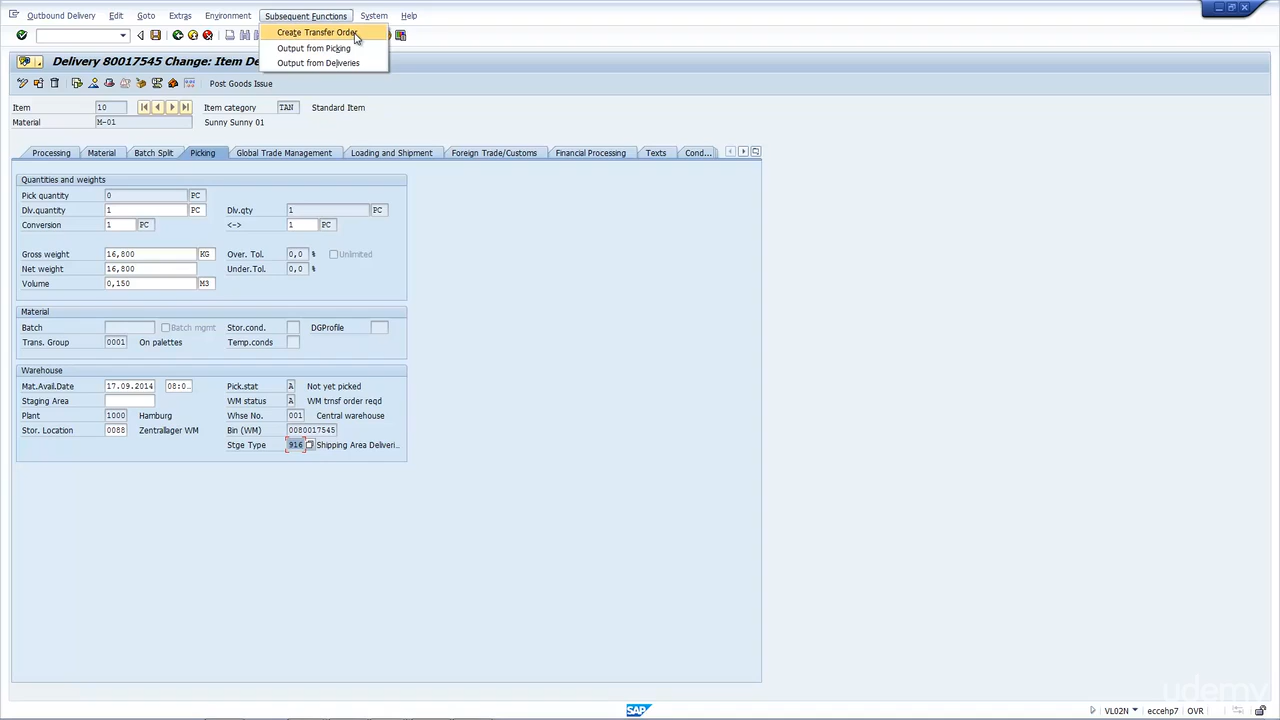 Outbound Delivery Edit Goto Extras Environment Subsequent Functions System Help
Create Transfer Order
Output from Picking
Output from Deliveries
Delivery 80017545 Change: Item De
Post Goods Issue
Item 10 Item category TAN Standard Item
Material M-01 Sunny Sunny 01
Processing Material Batch Split Picking Global Trade Management Loading and Shipment Foreign Trade/Customs Financial Processing Texts Cond...
Quantities and weights
Pick quantity 0 PC
Dlv.quantity 1 PC Dlv.qty 1 PC
Conversion 1 PC <-> 1 PC
Gross weight 16,800 KG Over. Tol. 0,0 % Unlimited
Net weight 16,800 Under.Tol. 0,0 %
Volume 0,150 M3
Material
Batch Batch mgmt Stor.cond. DGProfile
Trans. Group 0001 On palettes Temp.conds
Warehouse
Mat.Avail.Date 17.09.2014 08:0.. Pick.stat A Not yet picked
Staging Area WM status A WM trnsf order reqd
Plant 1000 Hamburg Whse No. 001 Central warehouse
Stor. Location 0088 Zentrallager WM Bin (WM) 0080017545
Stge Type 916 Shipping Area Deliveri..
udemy
SAP VL02N eccehp7 OVR